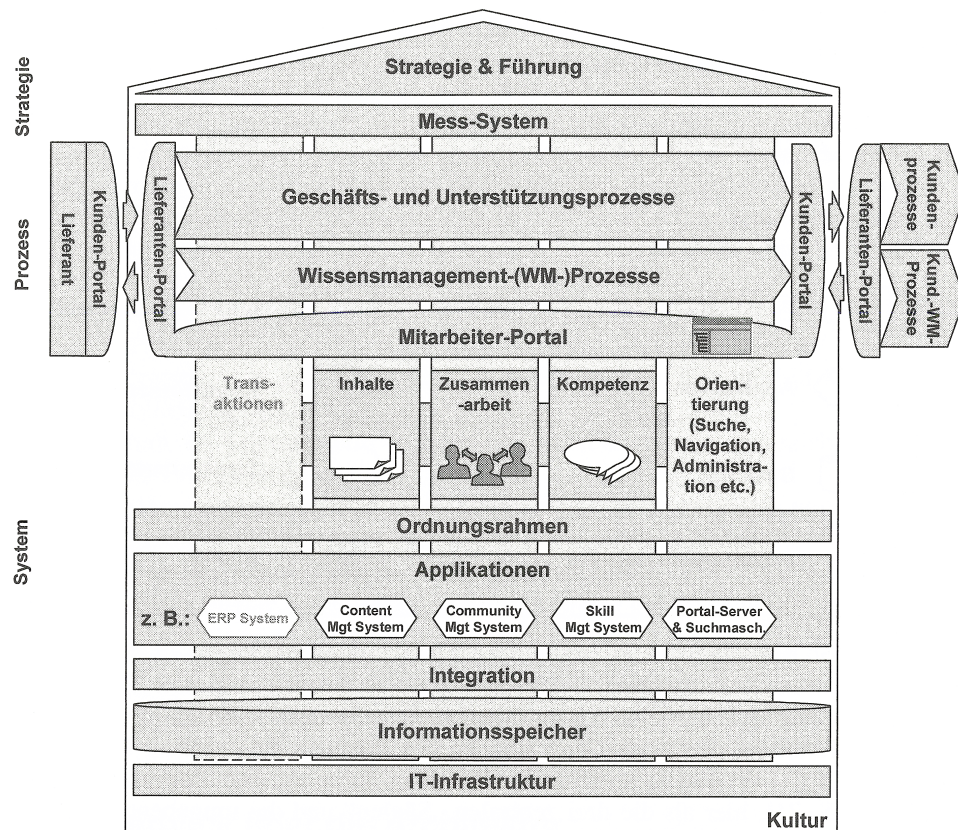 Strategie
Strategie & Führung
Mess-System
Prozess
Lieferant
Kunden-Portal
Lieferanten-Portal
Geschäfts- und Unterstützungsprozesse
Wissensmanagement-(WM-)Prozesse
Mitarbeiter-Portal
Kunden-Portal
Lieferanten-Portal
Kunden-
prozesse
Kund.-WM-
Prozesse
Trans-
aktionen
Inhalte
Zusammen
-arbeit
Kompetenz
Orien-
tierung
(Suche,
Navigation,
Administra-
tion etc.)
System
Ordnungsrahmen
Applikationen
z. B.:
ERP System
Content
Mgt System
Community
Mgt System
Skill
Mgt System
Portal-Server
& Suchmasch.
Integration
Informationsspeicher
IT-Infrastruktur
Kultur